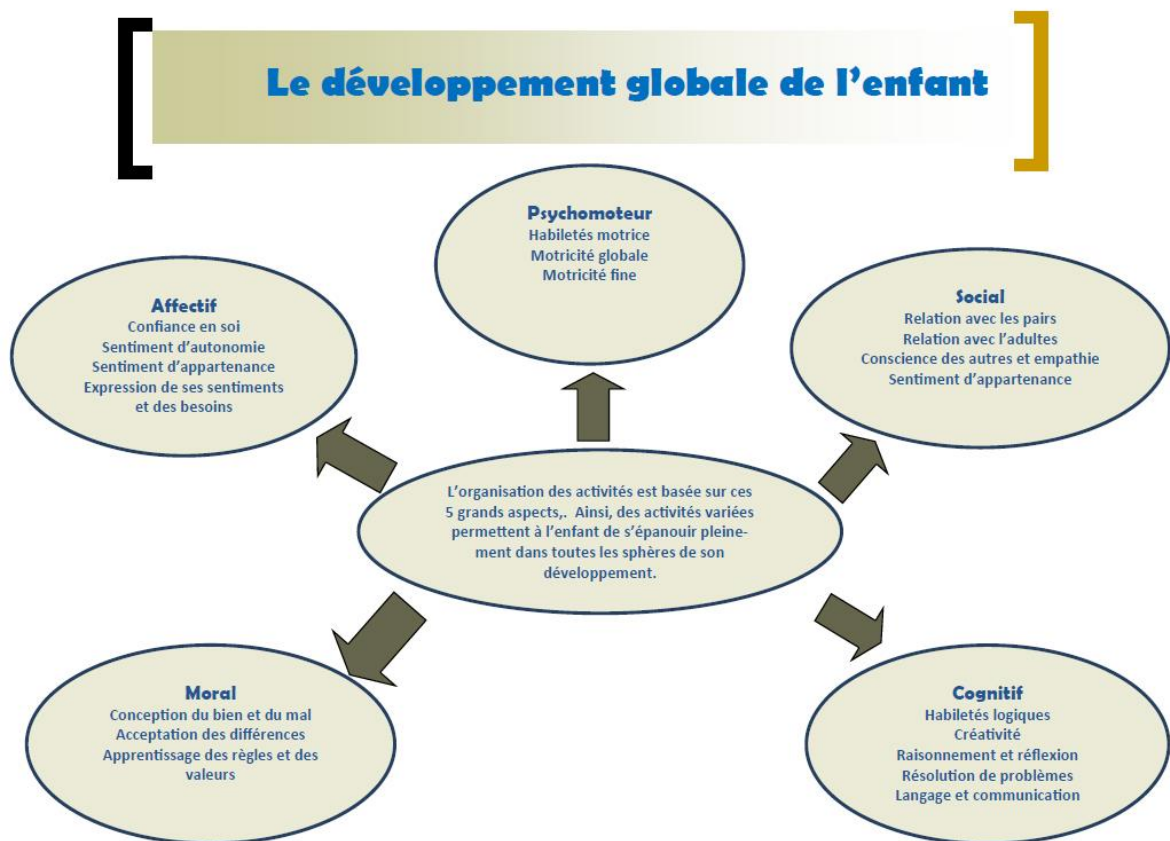 Le développement globale de l'enfant
Psychomoteur
Habiletés motrice
Motricité globale
Motricité fine
Affectif
Confiance en soi
Sentiment d'autonomie
Sentiment d'appartenance
Expression de ses sentiments
et des besoins
Social
Relation avec les pairs
Relation avec l'adultes
Conscience des autres et empathie
Sentiment d'appartenance
L'organisation des activités est basée sur ces
5 grands aspects,. Ainsi, des activités variées
permettent à l'enfant de s'épanouir pleine-
ment dans toutes les sphères de son
développement.
Moral
Conception du bien et du mal
Acceptation des différences
Apprentissage des règles et des
valeurs
Cognitif
Habiletés logiques
Créativité
Raisonnement et réflexion
Résolution de problèmes
Langage et communication